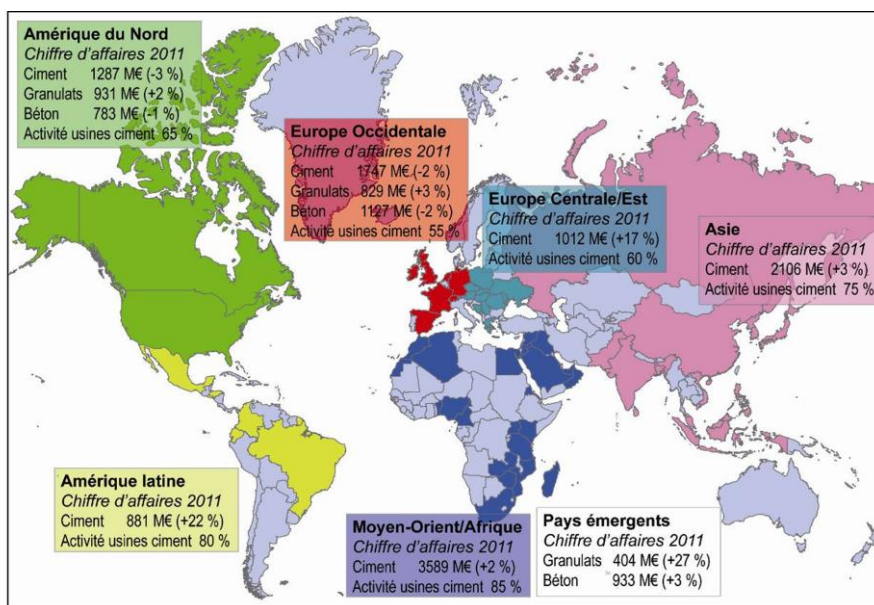 Amérique du Nord
Chiffre d'affaires 2011
Ciment 1287 M€ (-3 %)
Granulats 931 M€ (+2 %)
Béton 783 M€ (-1 %)
Activité usines ciment 65 %
Europe Occidentale
Chiffre d'affaires 2011
Ciment 1747 M€ (-2 %)
Granulats 829 M€ (+3 %)
Béton 1127 M€ (-2 %)
Activité usines ciment 55 %
Europe Centrale/Est
Chiffre d'affaires 2011
Ciment 1012 M€ (+17 %)
Activité usines ciment 60 %
Asie
Chiffre d'affaires 2011
Ciment 2106 M€ (+3 %)
Activité usines ciment 75 %
Amérique latine
Chiffre d'affaires 2011
Ciment 881 M€ (+22 %)
Activité usines ciment 80 %
Moyen-Orient/Afrique
Chiffre d'affaires 2011
Ciment 3589 M€ (+2 %)
Activité usines ciment 85 %
Pays émergents
Chiffre d'affaires 2011
Granulats 404 M€ (+27 %)
Béton 933 M€ (+3 %)